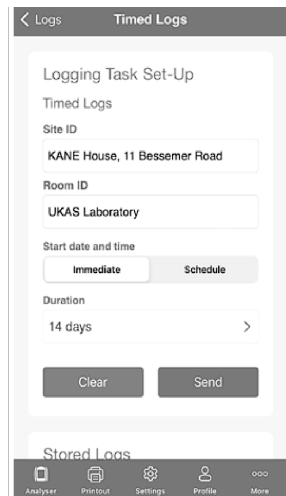 Logs Timed Logs
Logging Task Set-Up
Timed Logs
Site ID
KANE House, 11 Bessemer Road
Room ID
UKAS Laboratory
Start date and time
Immediate Schedule
Duration
14 days
Clear Send
Stored Logs
Analyser Printout Settings Profile More